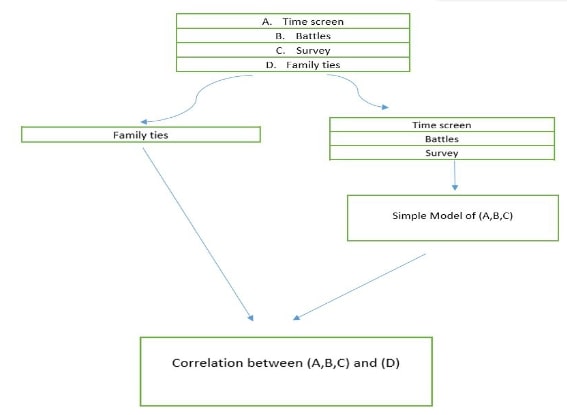 A. Time screen
B. Battles
C. Survey
D. Family ties
Family ties
Time screen
Battles
Survey
Simple Model of (A,B,C)
Correlation between (A,B,C) and (D)